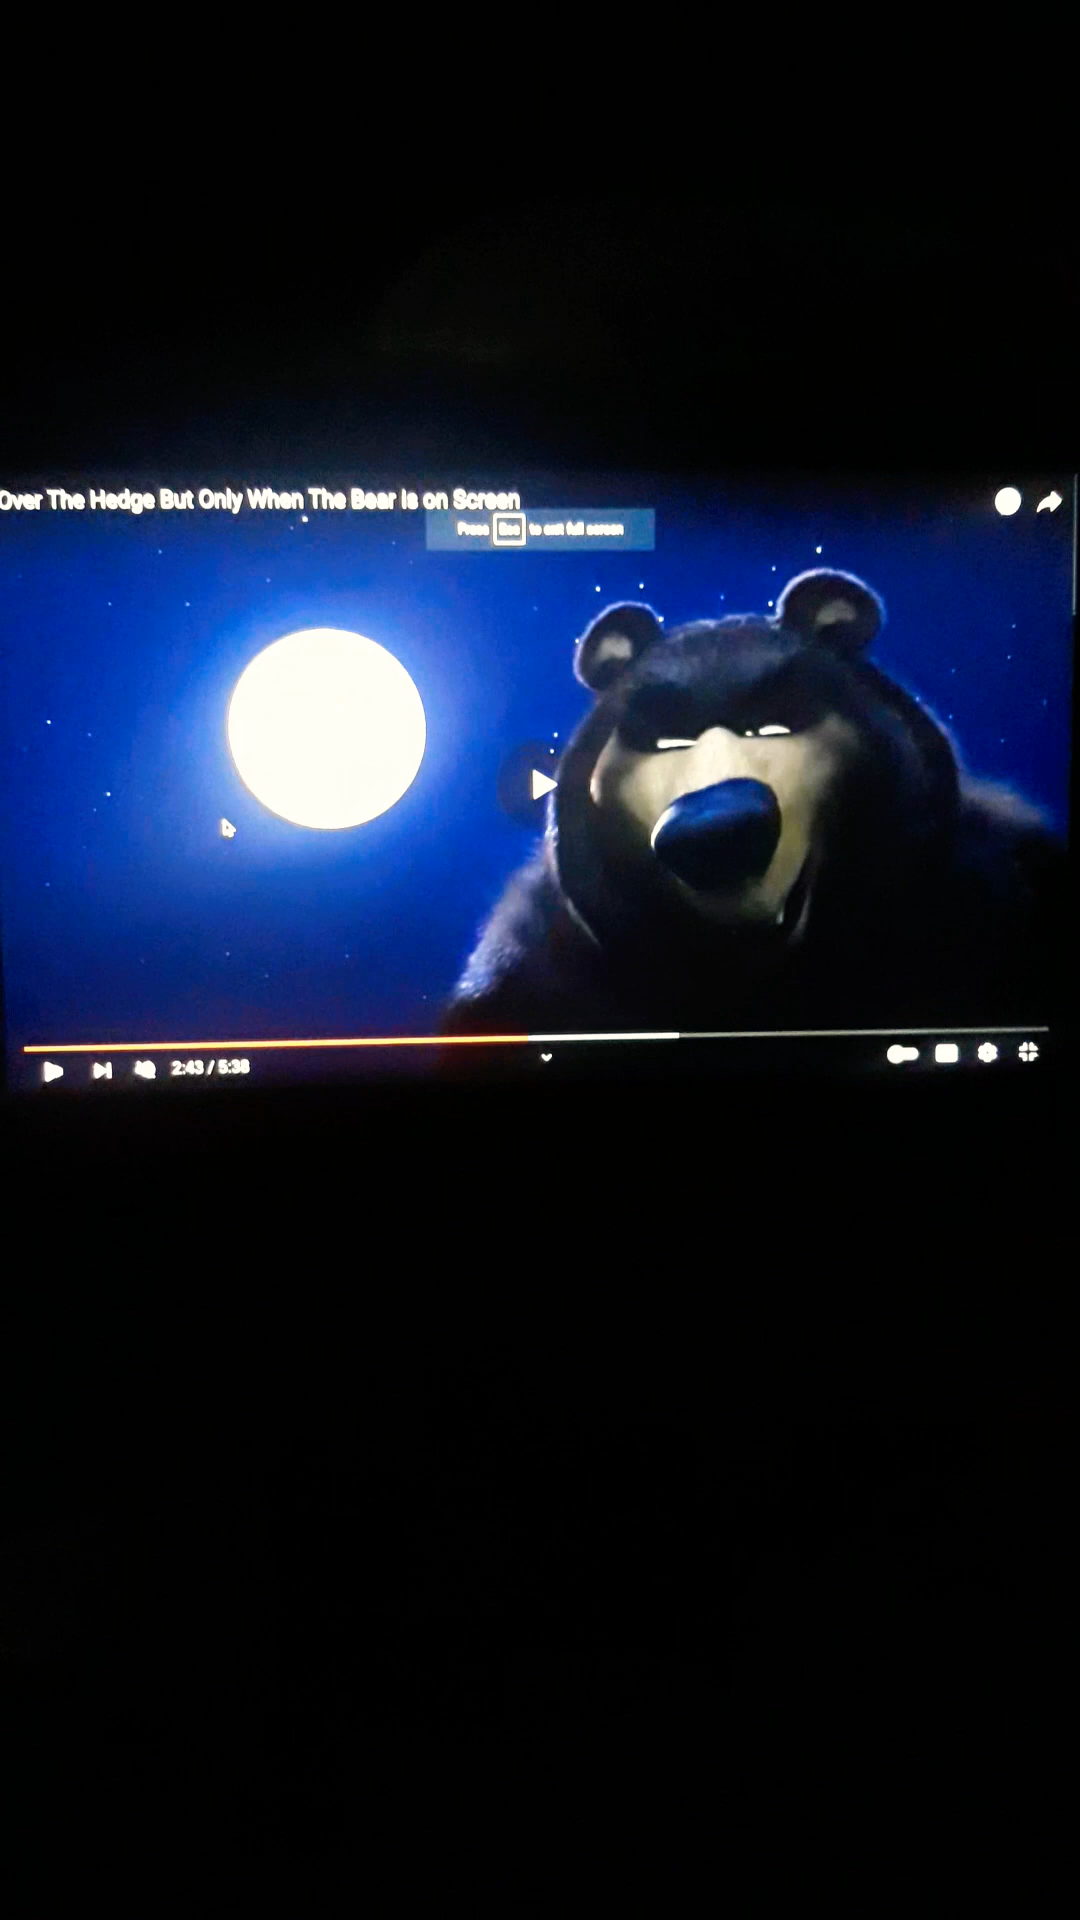 Over The Hedge But Only When The Bear Is on Screen
Press Esc to exit full screen
2:43 / 5:38